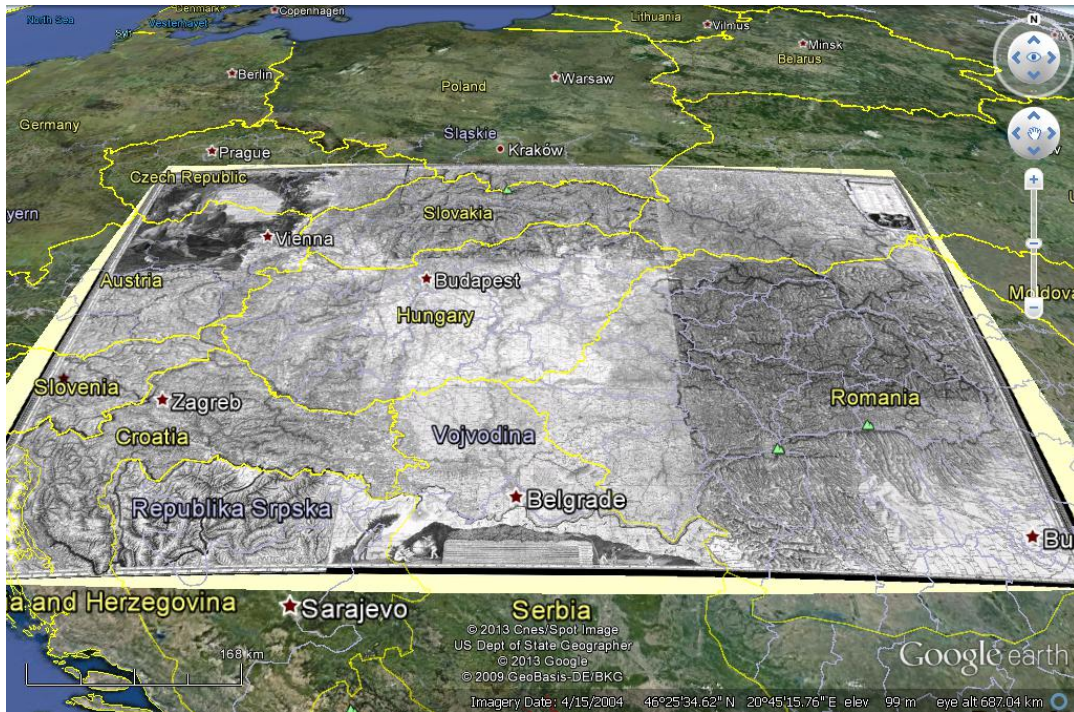 North Sea
Denmark
Vesterhavet
Copenhagen
Lithuania
Vilnius
Minsk
Belarus
N
Berlin
Poland
Warsaw
Germany
Śląskie
Kraków
Prague
Czech Republic
yern
Slovakia
Vienna
Austria
Budapest
Moldova
Hungary
Slovenia
Zagreb
Romania
Croatia
Vojvodina
Republika Srpska
Belgrade
Bu
a and Herzegovina
Sarajevo
Serbia
© 2013 Cnes/Spot Image
US Dept of State Geographer
© 2013 Google
© 2009 GeoBasis-DE/BKG
168 km
Google earth
Imagery Date: 4/15/2004 46°25'34.62" N 20°45'15.76" E elev 99 m eye alt 687.04 km